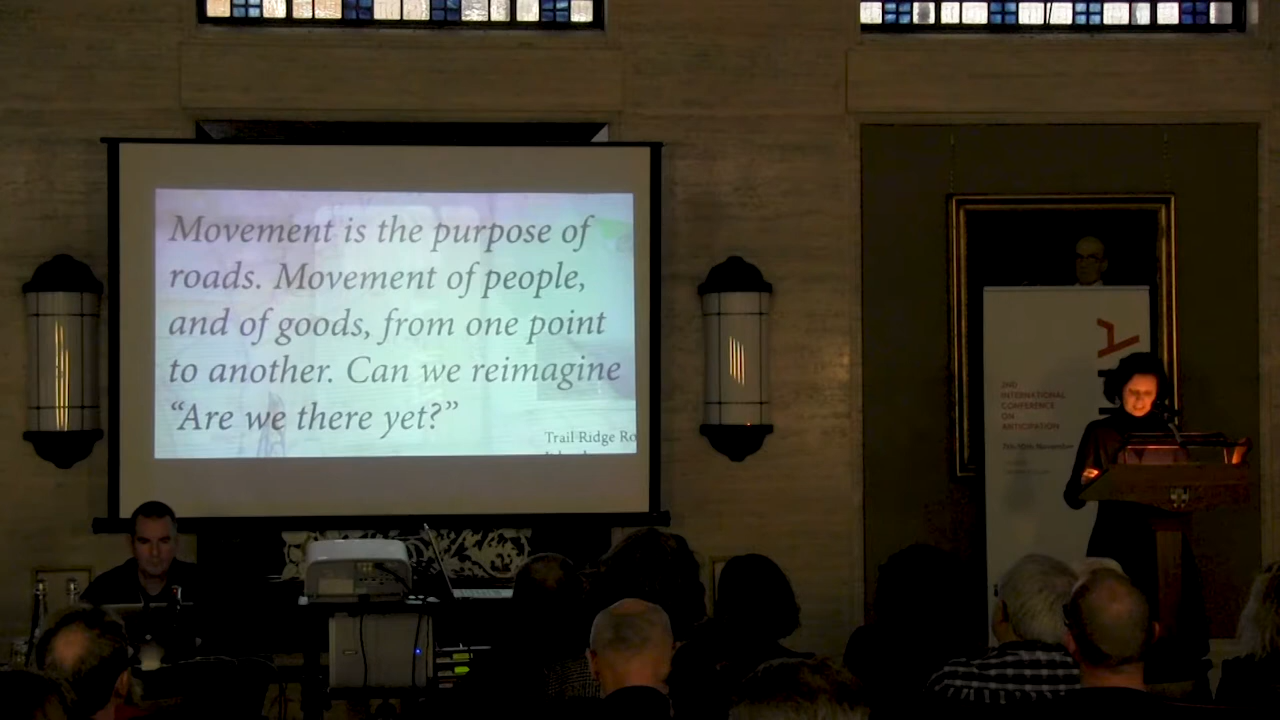 Movement is the purpose of
roads. Movement of people,
and of goods, from one point
to another. Can we reimagine
“Are we there yet?”
Trail Ridge Ro
2ND
INTERNATIONAL
CONFERENCE
ON
ANTICIPATION